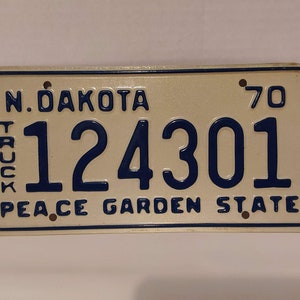 N. DAKOTA 70
TRUCK 124301
PEACE GARDEN STATE